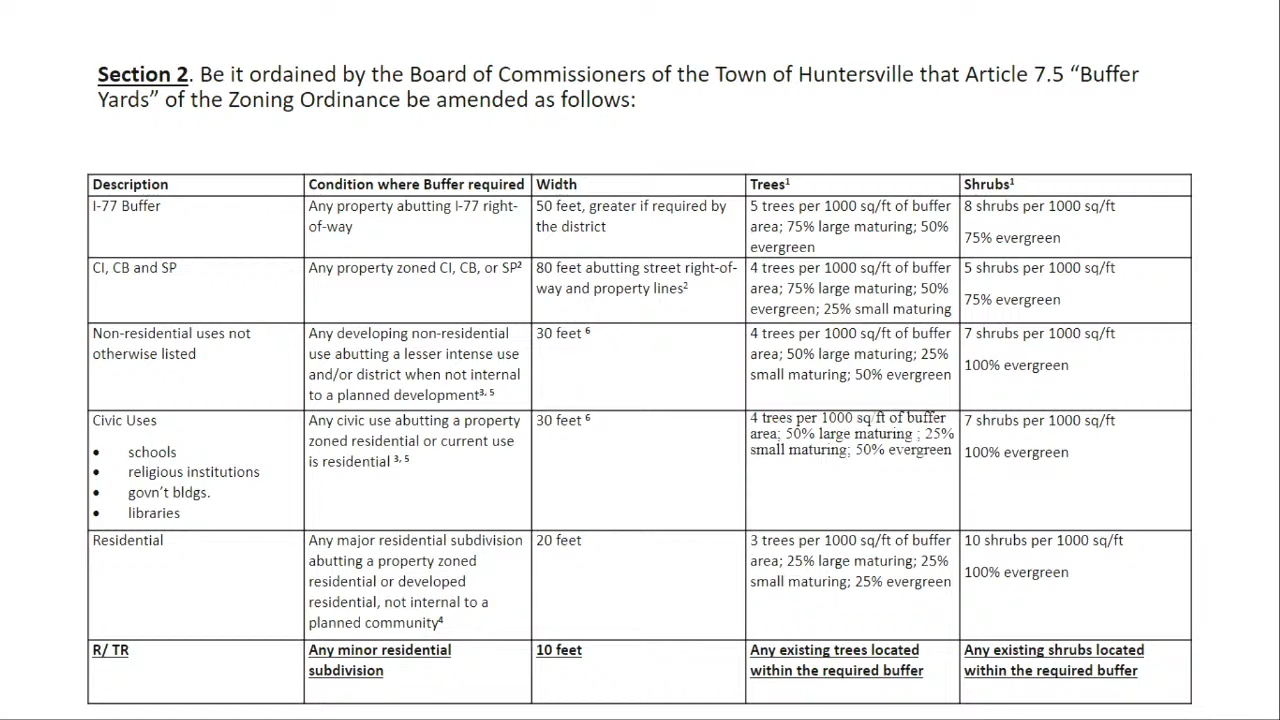 Section 2. Be it ordained by the Board of Commissioners of the Town of Huntersville that Article 7.5 “Buffer
Yards” of the Zoning Ordinance be amended as follows:
Description
Condition where Buffer required
Width
Trees¹
Shrubs¹
I-77 Buffer
Any property abutting I-77 right-
of-way
50 feet, greater if required by
the district
5 trees per 1000 sq/ft of buffer
area; 75% large maturing; 50%
evergreen
8 shrubs per 1000 sq/ft
75% evergreen
CI, CB and SP
Any property zoned CI, CB, or SP²
80 feet abutting street right-of-
way and property lines²
4 trees per 1000 sq/ft of buffer
area; 75% large maturing; 50%
evergreen; 25% small maturing
5 shrubs per 1000 sq/ft
75% evergreen
Non-residential uses not
otherwise listed
Any developing non-residential
use abutting a lesser intense use
and/or district when not internal
to a planned development³, ⁵
30 feet ⁶
4 trees per 1000 sq/ft of buffer
area; 50% large maturing; 25%
small maturing; 50% evergreen
7 shrubs per 1000 sq/ft
100% evergreen
Civic Uses
• schools
• religious institutions
• govn’t bldgs.
• libraries
Any civic use abutting a property
zoned residential or current use
is residential ³, ⁵
30 feet ⁶
4 trees per 1000 sq/ft of buffer
area; 50% large maturing ; 25%
small maturing; 50% evergreen
7 shrubs per 1000 sq/ft
100% evergreen
Residential
Any major residential subdivision
abutting a property zoned
residential or developed
residential, not internal to a
planned community⁴
20 feet
3 trees per 1000 sq/ft of buffer
area; 25% large maturing; 25%
small maturing; 25% evergreen
10 shrubs per 1000 sq/ft
100% evergreen
R/ TR
Any minor residential
subdivision
10 feet
Any existing trees located
within the required buffer
Any existing shrubs located
within the required buffer